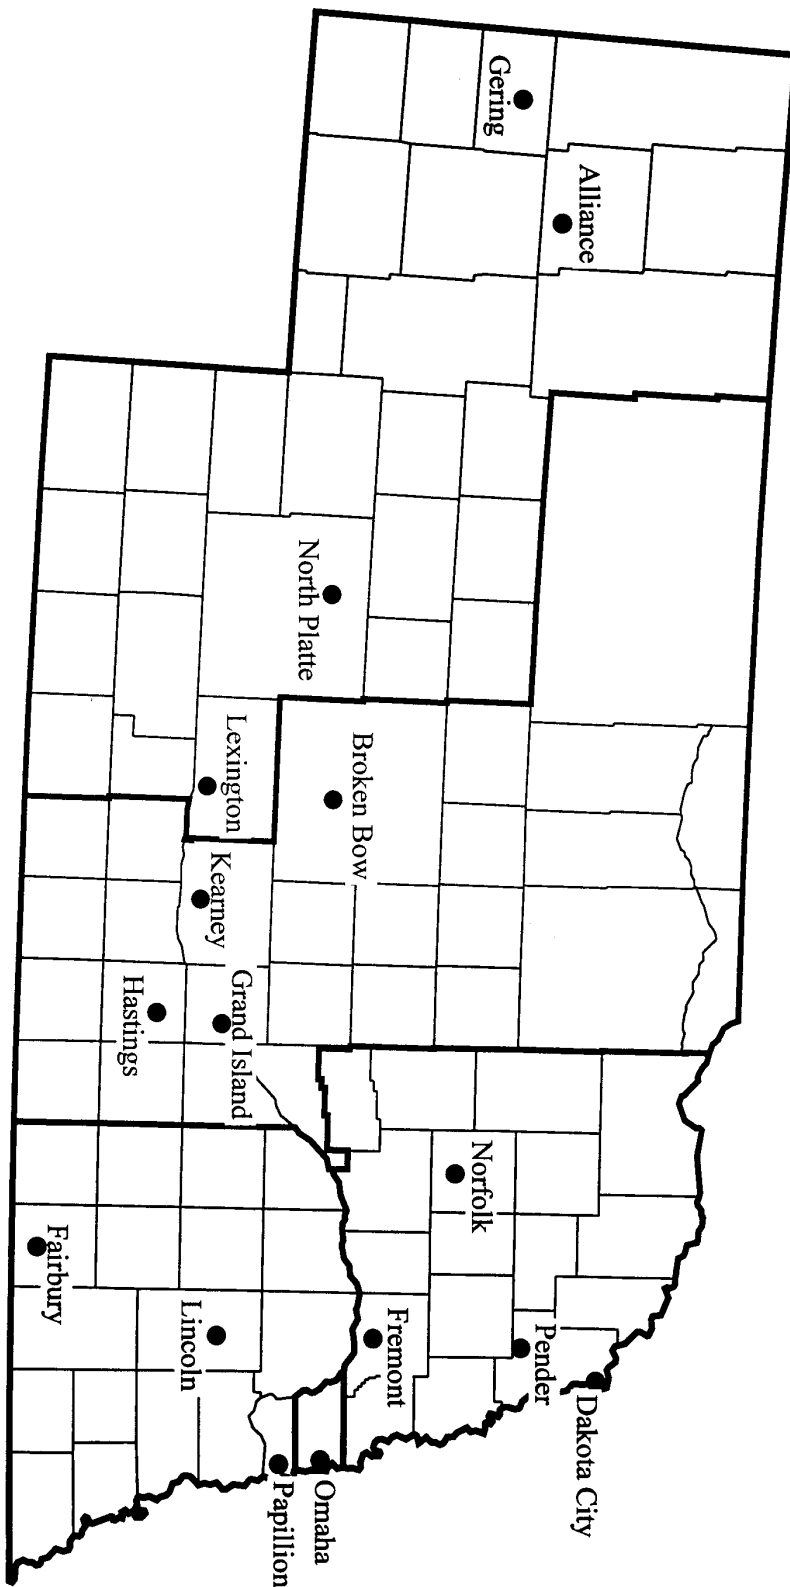 Gering
Alliance
North Platte
Lexington
Broken Bow
Kearney
Grand Island
Hastings
Norfolk
Fairbury
Lincoln
Fremont
Pender
Dakota City
Omaha
Papillion